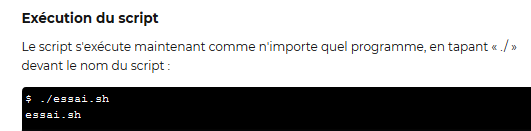 Exécution du script
Le script s'exécute maintenant comme n'importe quel programme, en tapant « ./ »
devant le nom du script :
$ ./essai.sh
essai.sh